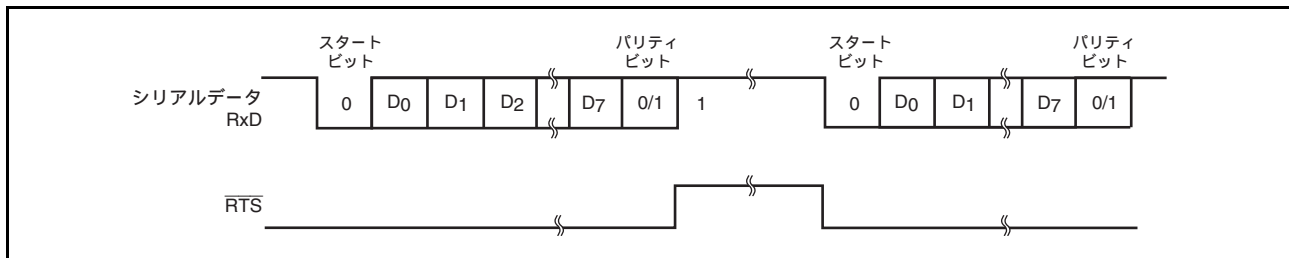 スタート
ビット
パリティ
ビット
スタート
ビット
パリティ
ビット
シリアルデータ
RxD
0 D0 D1 D2 D7 0/1 1 0 D0 D1 D7 0/1
RTS